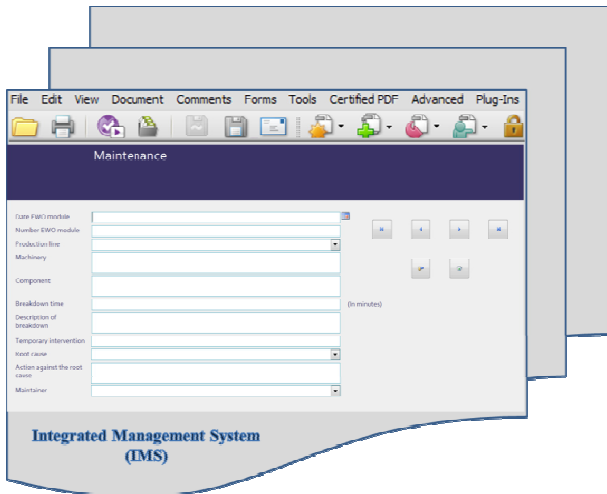 File Edit View Document Comments Forms Tools Certified PDF Advanced Plug-Ins
Maintenance
Date EWO module
Number EWO module
Production line
Machinery
Component
Breakdown time (In minutes)
Description of
breakdown
Temporary intervention
Root cause
Action against the root
cause
Maintainer
Integrated Management System
(IMS)